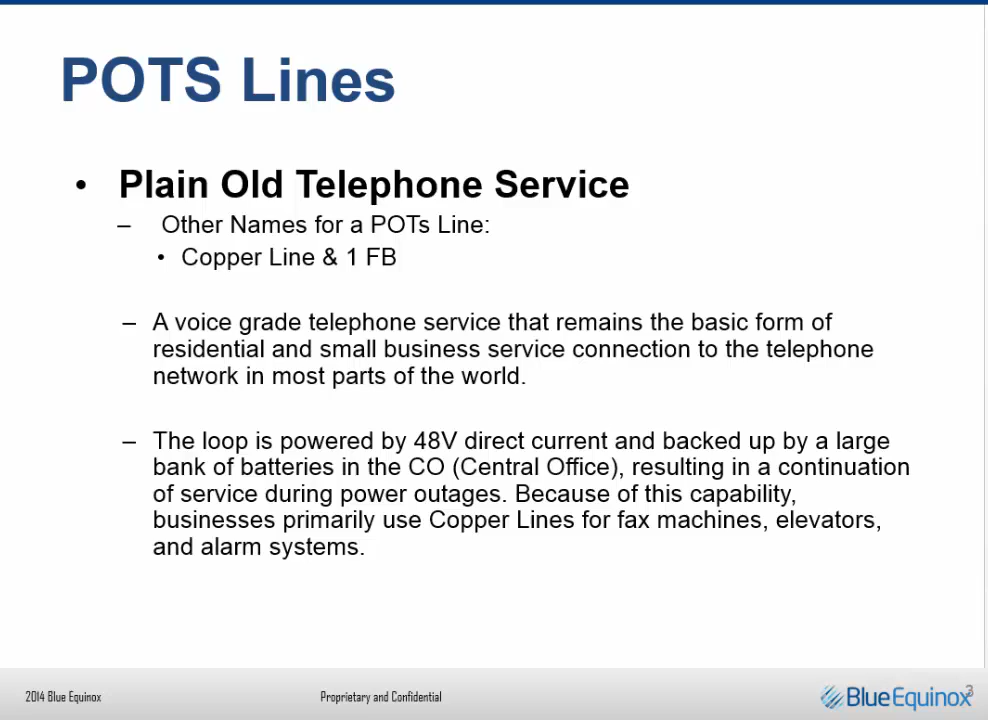 POTS Lines
• Plain Old Telephone Service
– Other Names for a POTs Line:
• Copper Line & 1 FB
– A voice grade telephone service that remains the basic form of
residential and small business service connection to the telephone
network in most parts of the world.
– The loop is powered by 48V direct current and backed up by a large
bank of batteries in the CO (Central Office), resulting in a continuation
of service during power outages. Because of this capability,
businesses primarily use Copper Lines for fax machines, elevators,
and alarm systems.
2014 Blue Equinox
Proprietary and Confidential
BlueEquinox
3